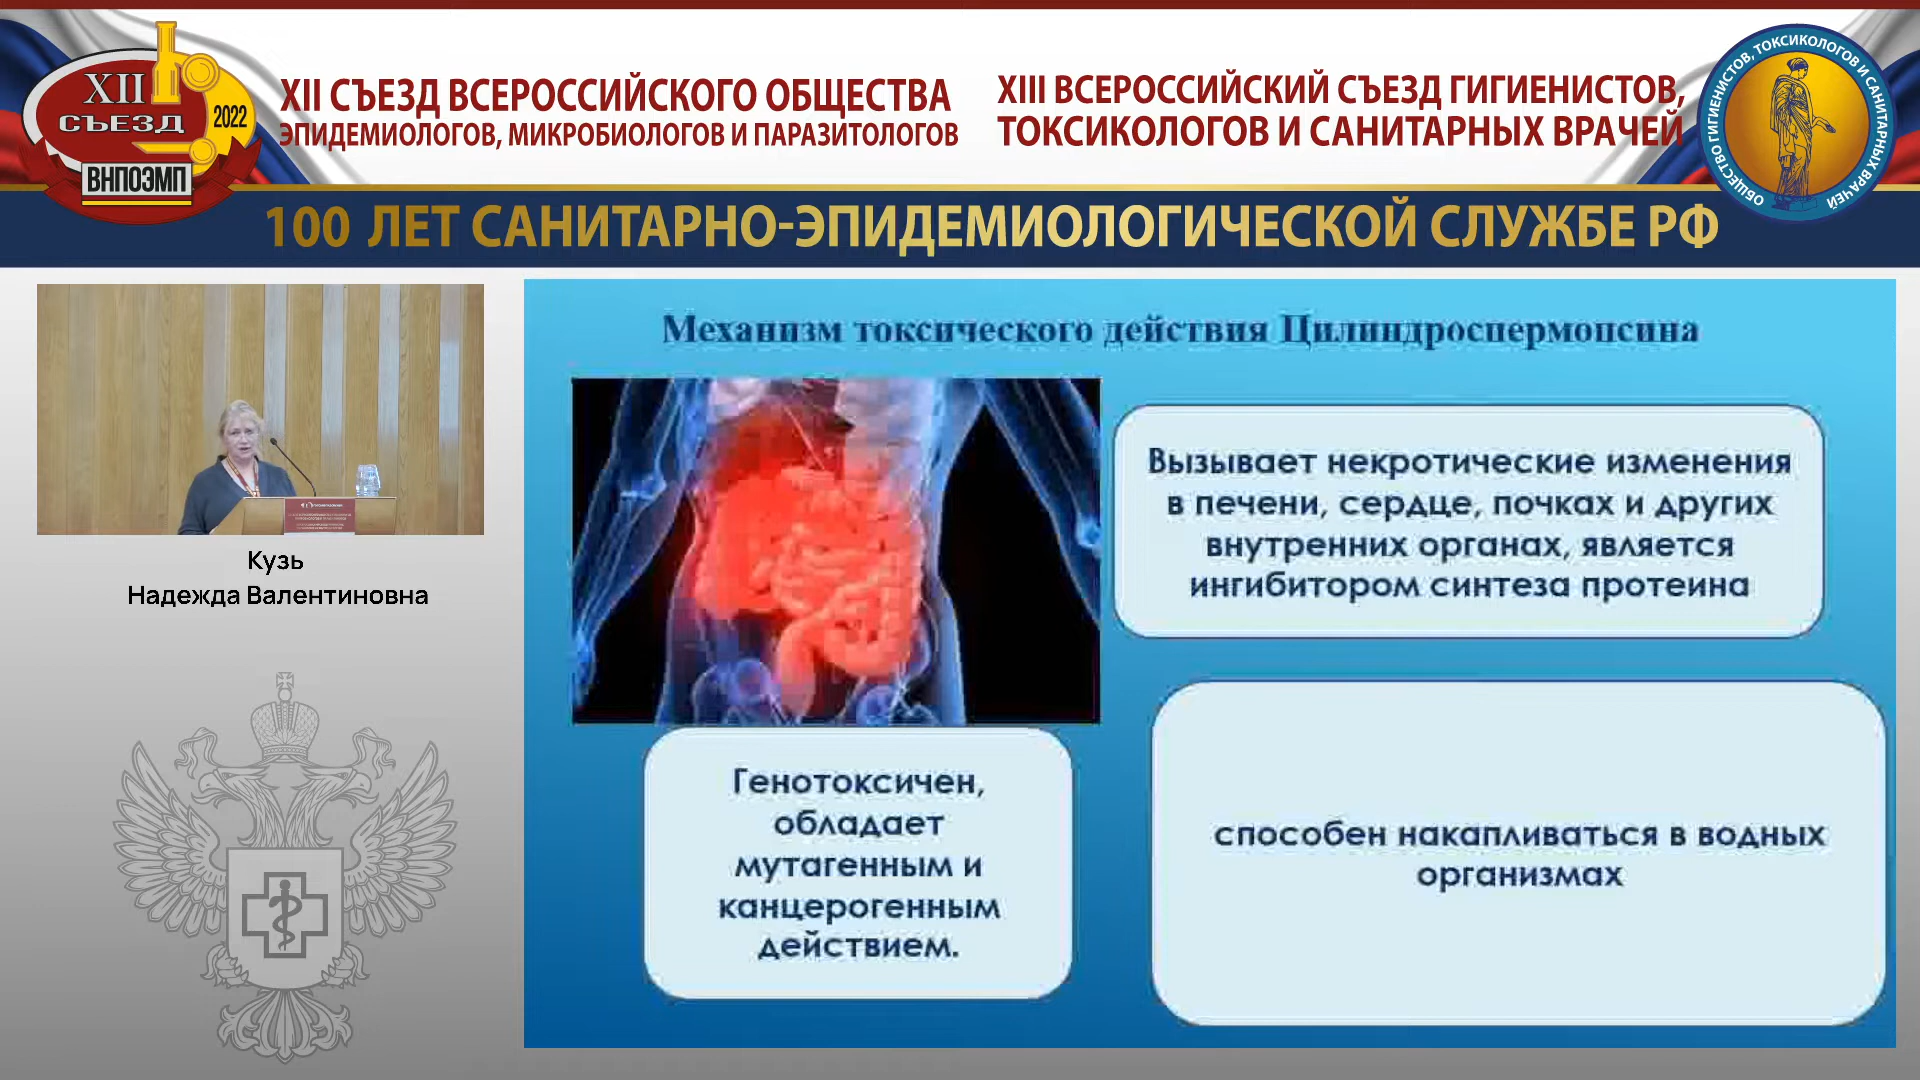 XII
СЪЕЗД
2022
ВНПОЭМП
XII СЪЕЗД ВСЕРОССИЙСКОГО ОБЩЕСТВА
ЭПИДЕМИОЛОГОВ, МИКРОБИОЛОГОВ И ПАРАЗИТОЛОГОВ
XIII ВСЕРОССИЙСКИЙ СЪЕЗД ГИГИЕНИСТОВ,
ТОКСИКОЛОГОВ И САНИТАРНЫХ ВРАЧЕЙ
ОБЩЕСТВО ГИГИЕНИСТОВ, ТОКСИКОЛОГОВ И САНИТАРНЫХ ВРАЧЕЙ
100 ЛЕТ САНИТАРНО-ЭПИДЕМИОЛОГИЧЕСКОЙ СЛУЖБЕ РФ
Кузь
Надежда Валентиновна
Механизм токсического действия Цилиндроспермопсина
Вызывает некротические изменения
в печени, сердце, почках и других
внутренних органах, является
ингибитором синтеза протеина
Генотоксичен,
обладает
мутагенным и
канцерогенным
действием.
способен накапливаться в водных
организмах